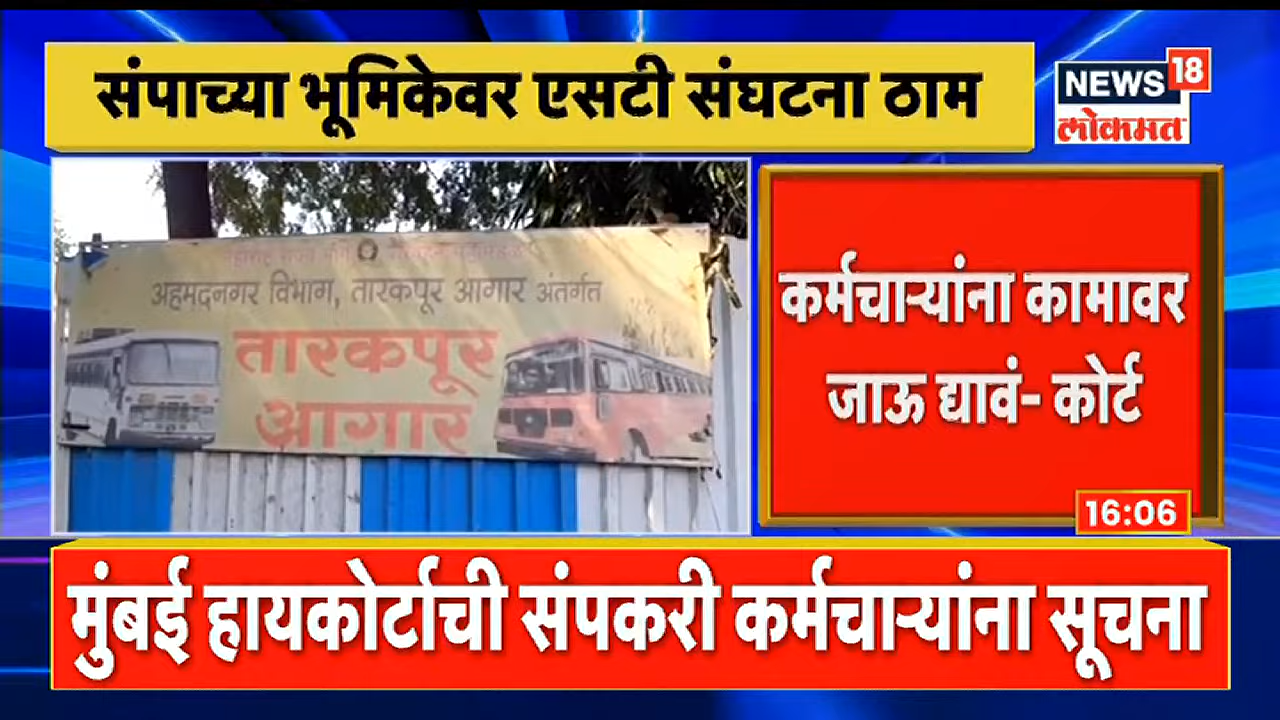 संपाच्या भूमिकेवर एसटी संघटना ठाम
NEWS 18
लोकमत
अहमदनगर विभाग, तारकपूर आगार अंतर्गत
तारकपूर
आगार
कर्मचाऱ्यांना कामावर
जाऊ द्यावं- कोर्ट
16:06
मुंबई हायकोर्टाची संपकरी कर्मचाऱ्यांना सूचना